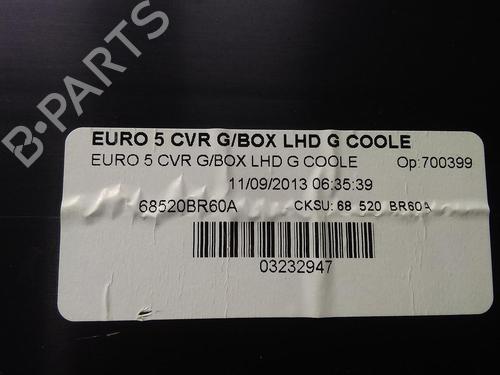 B-PARTS
EURO 5 CVR G/BOX LHD G COOLE
EURO 5 CVR G/BOX LHD G COOLE Op:700399
11/09/2013 06:35:39
68520BR60A CKSU: 68 520 BR60A
03232947